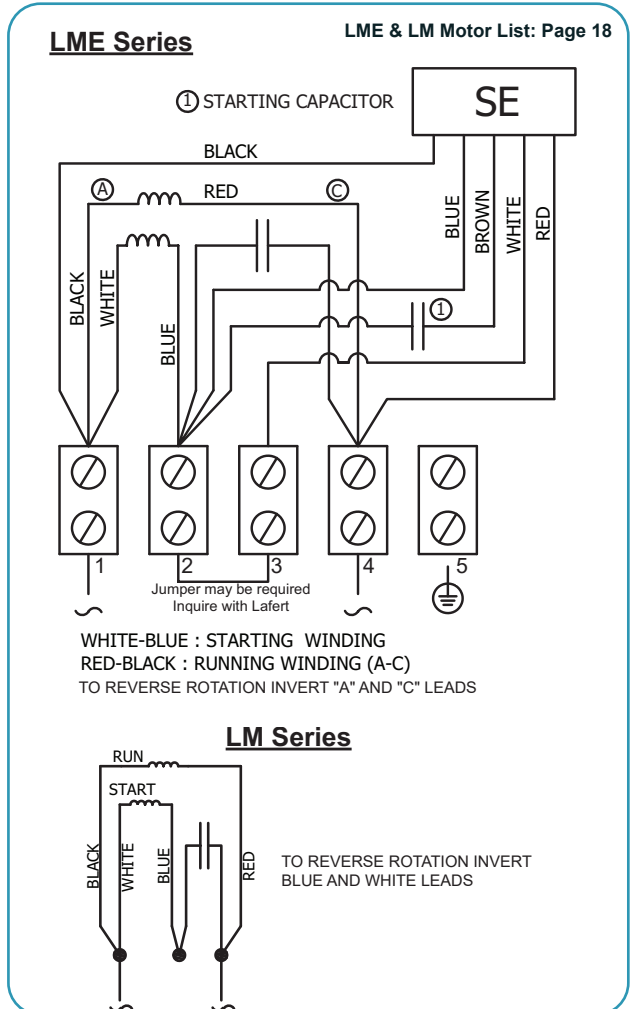 LME Series
LME & LM Motor List: Page 18
① STARTING CAPACITOR
SE
BLACK
A
RED
C
BLUE
BROWN
WHITE
RED
BLACK
WHITE
BLUE
①
1
2
3
4
5
Jumper may be required
Inquire with Lafert
WHITE-BLUE : STARTING WINDING
RED-BLACK : RUNNING WINDING (A-C)
TO REVERSE ROTATION INVERT "A" AND "C" LEADS
LM Series
RUN
START
BLACK
WHITE
BLUE
RED
TO REVERSE ROTATION INVERT
BLUE AND WHITE LEADS